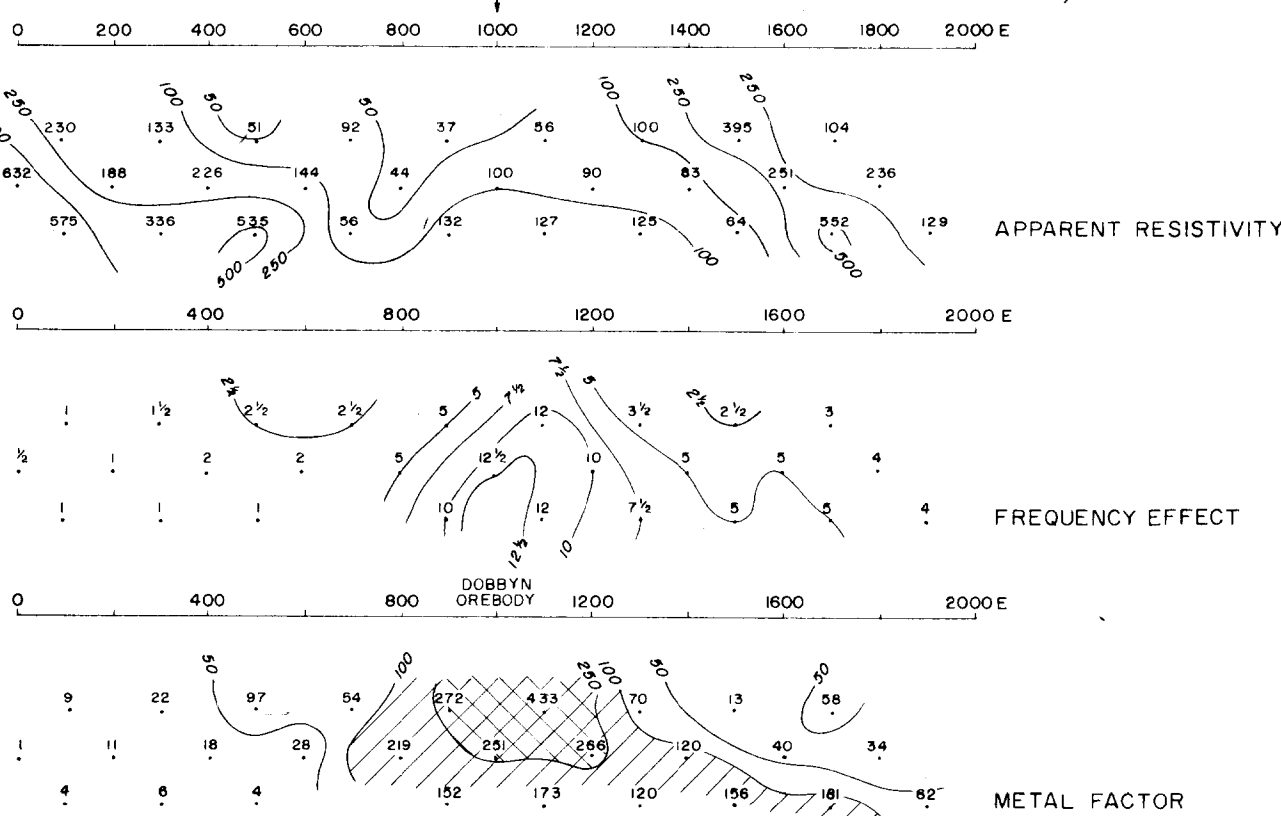 0 200 400 600 800 1000 1200 1400 1600 1800 2000 E
250 100 50 50 100 250 250
230 133 51 92 37 56 100 395 104
632 188 226 144 44 100 90 83 251 236
575 336 535 56 132 127 125 64 552 129 APPARENT RESISTIVITY
500 250 100 500
0 400 800 1200 1600 2000 E
2½ 5 7½ 7½ 5 2½
1 1½ 2½ 2½ 5 12 3½ 2½ 3
½ 1 2 2 5 12½ 10 5 5 4
1 1 1 10 12 7½ 5 5 4 FREQUENCY EFFECT
12½ 10
DOBBYN
OREBODY
0 400 800 1200 1600 2000 E
50 100 250 100 50 50
9 22 97 54 272 433 70 13 58
1 11 18 28 219 251 266 120 40 34
4 6 4 152 173 120 156 181 62 METAL FACTOR